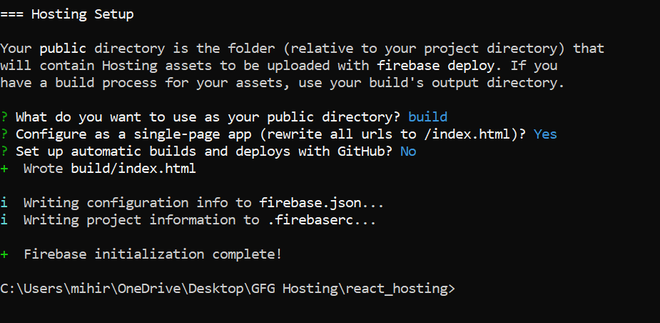 === Hosting Setup
Your public directory is the folder (relative to your project directory) that
will contain Hosting assets to be uploaded with firebase deploy. If you
have a build process for your assets, use your build's output directory.
? What do you want to use as your public directory? build
? Configure as a single-page app (rewrite all urls to /index.html)? Yes
? Set up automatic builds and deploys with GitHub? No
+  Wrote build/index.html
i  Writing configuration info to firebase.json...
i  Writing project information to .firebaserc...
+  Firebase initialization complete!
C:\Users\mihir\OneDrive\Desktop\GFG Hosting\react_hosting>